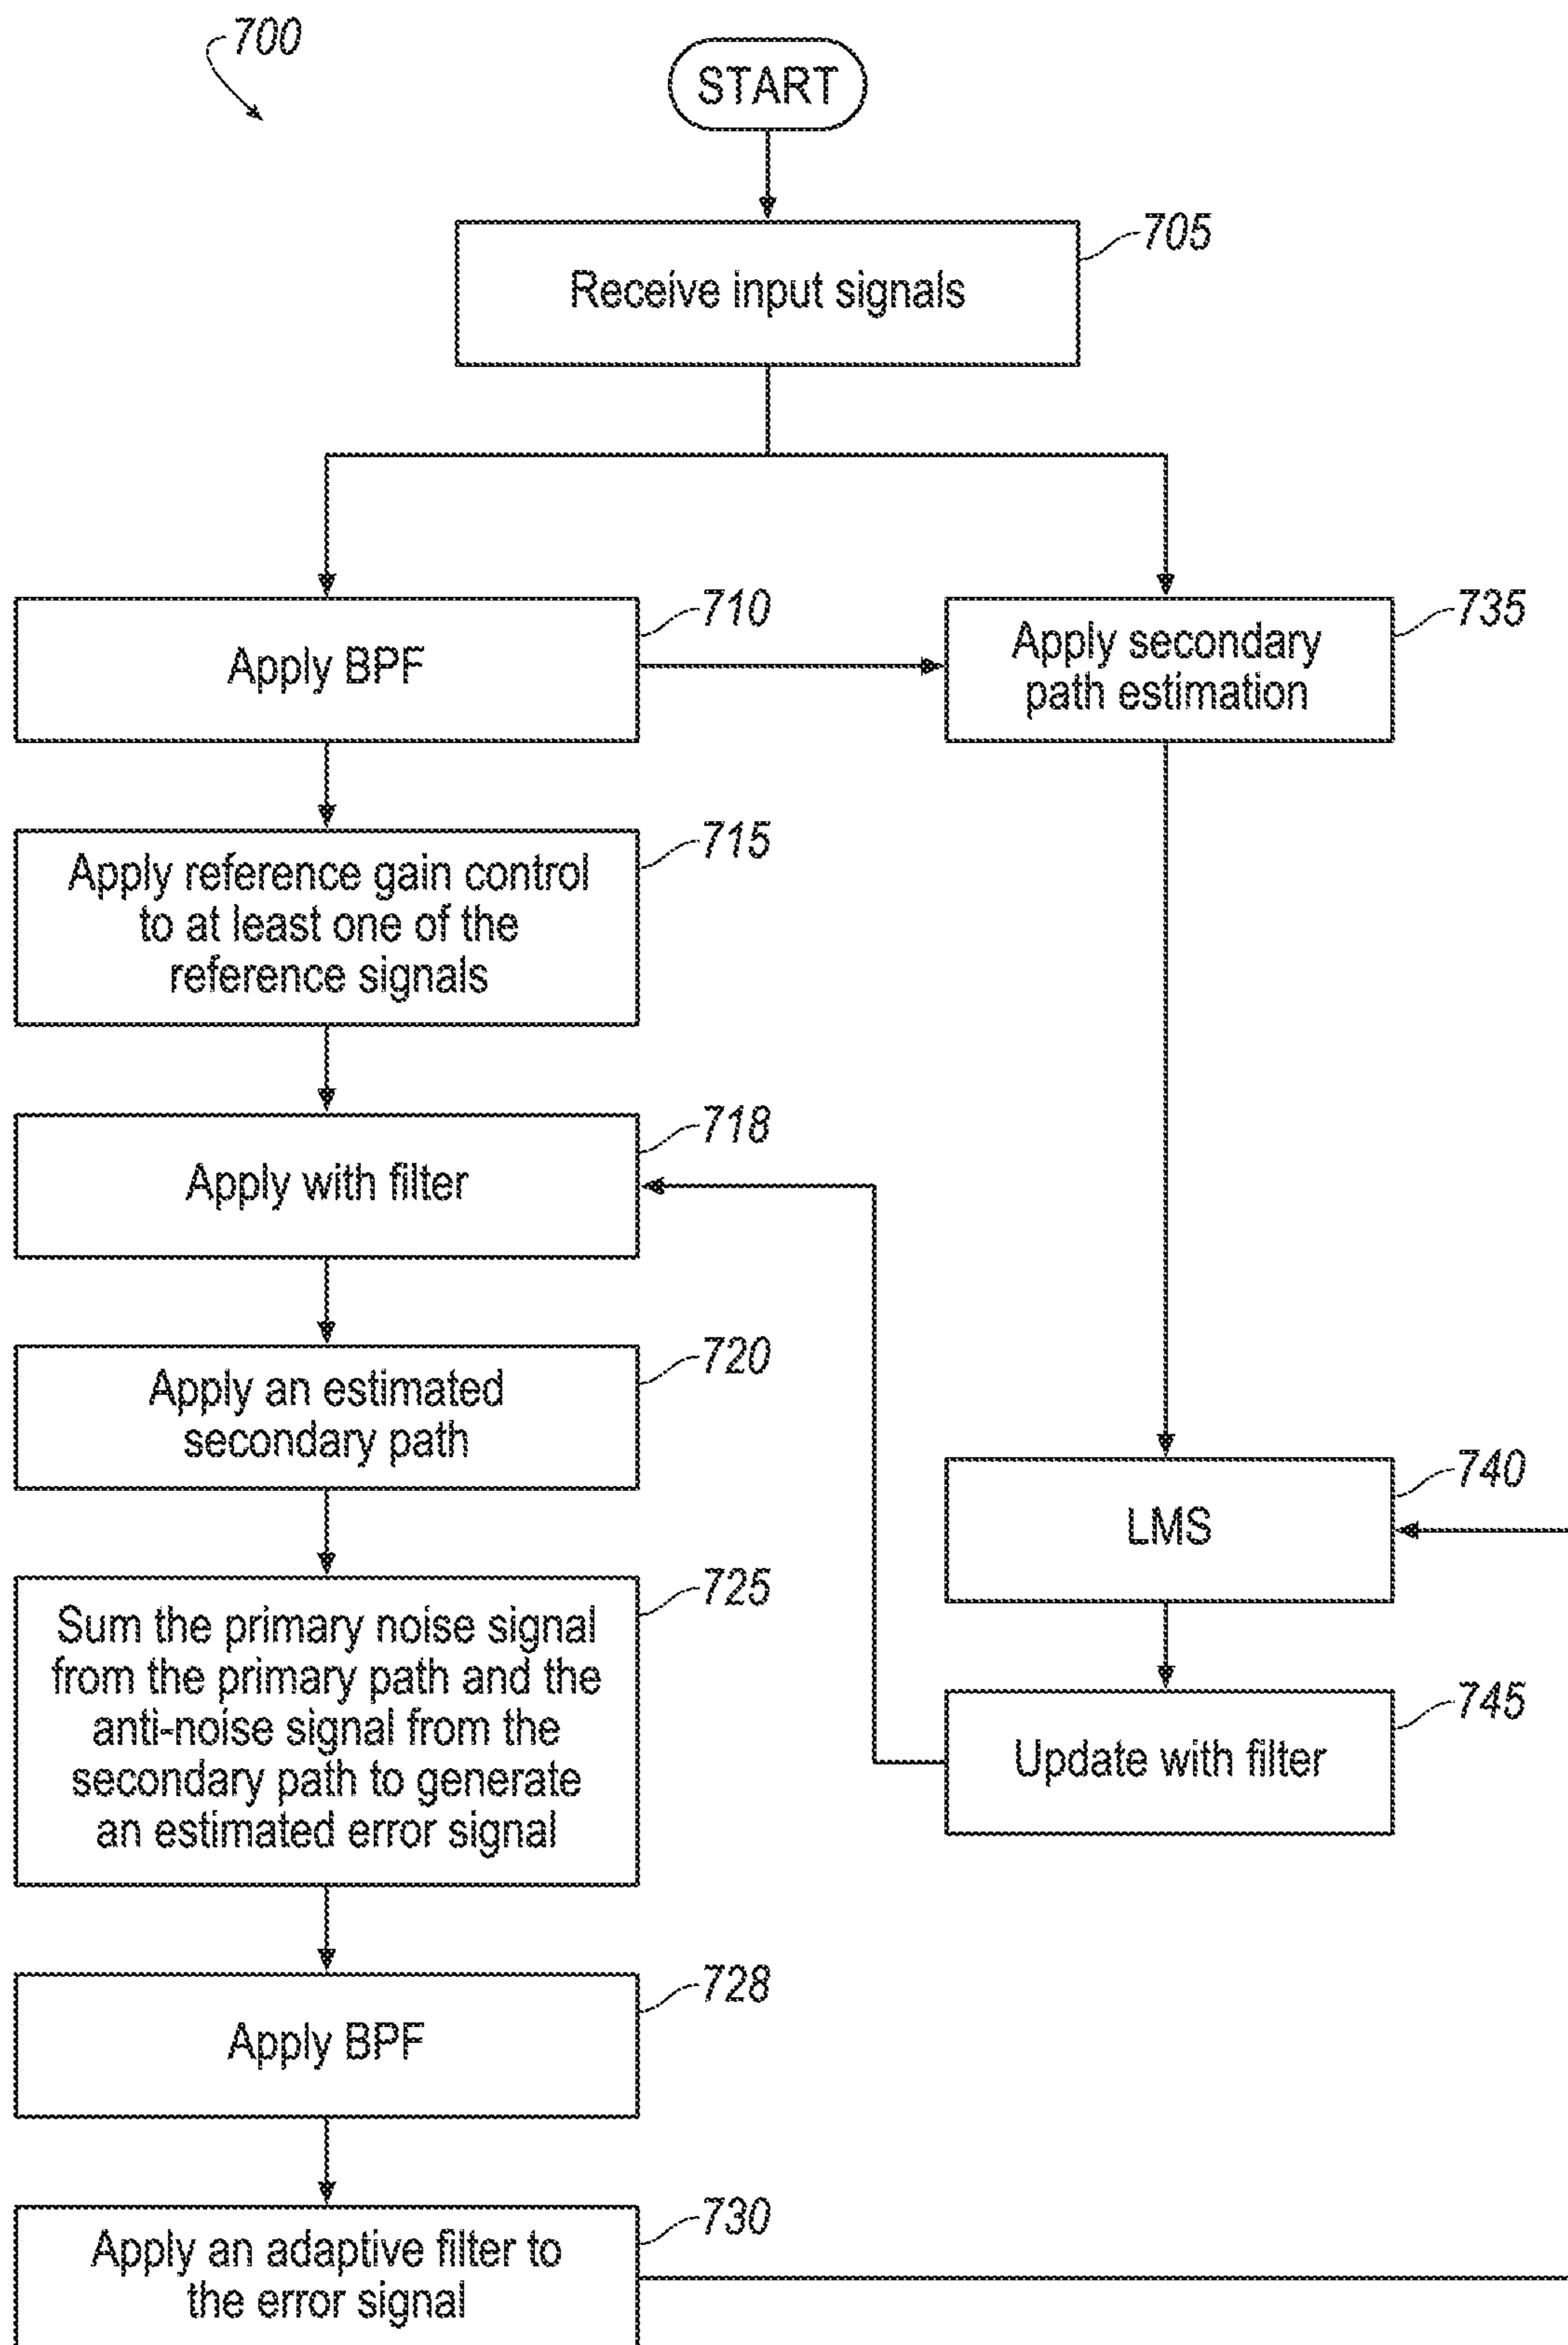 700
START
705
Receive input signals
710
Apply BPF
735
Apply secondary
path estimation
715
Apply reference gain control
to at least one of the
reference signals
718
Apply with filter
720
Apply an estimated
secondary path
740
LMS
725
Sum the primary noise signal
from the primary path and the
anti-noise signal from the
secondary path to generate
an estimated error signal
745
Update with filter
728
Apply BPF
730
Apply an adaptive filter to
the error signal